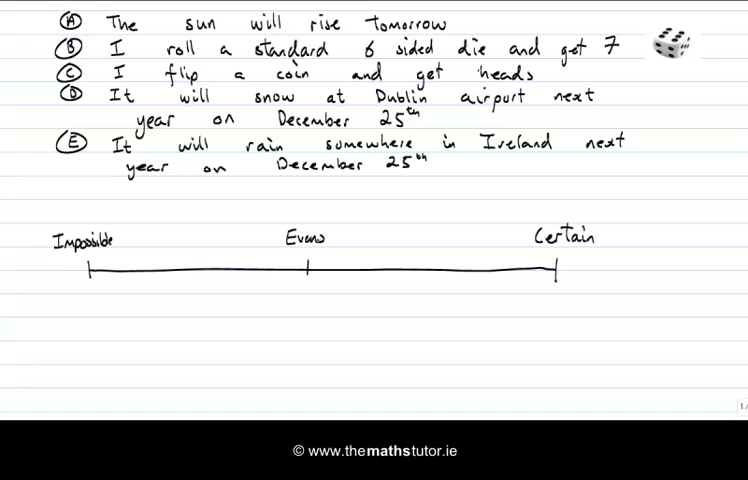 Ⓐ The sun will rise tomorrow
Ⓑ I roll a standard 6 sided die and get 7
Ⓒ I flip a coin and get heads
Ⓓ It will snow at Dublin airport next
year on December 25th
Ⓔ It will rain somewhere in Ireland next
year on December 25th
Impossible Evens Certain
1/
© www.themathstutor.ie